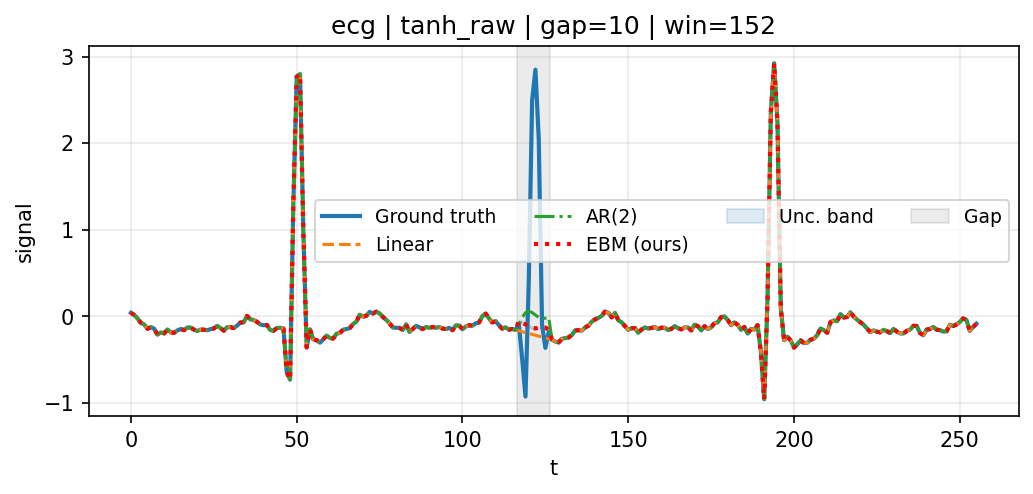 ecg | tanh_raw | gap=10 | win=152
3
2
1
0
−1
signal
Ground truth
Linear
AR(2)
EBM (ours)
Unc. band
Gap
0 50 100 150 200 250
t